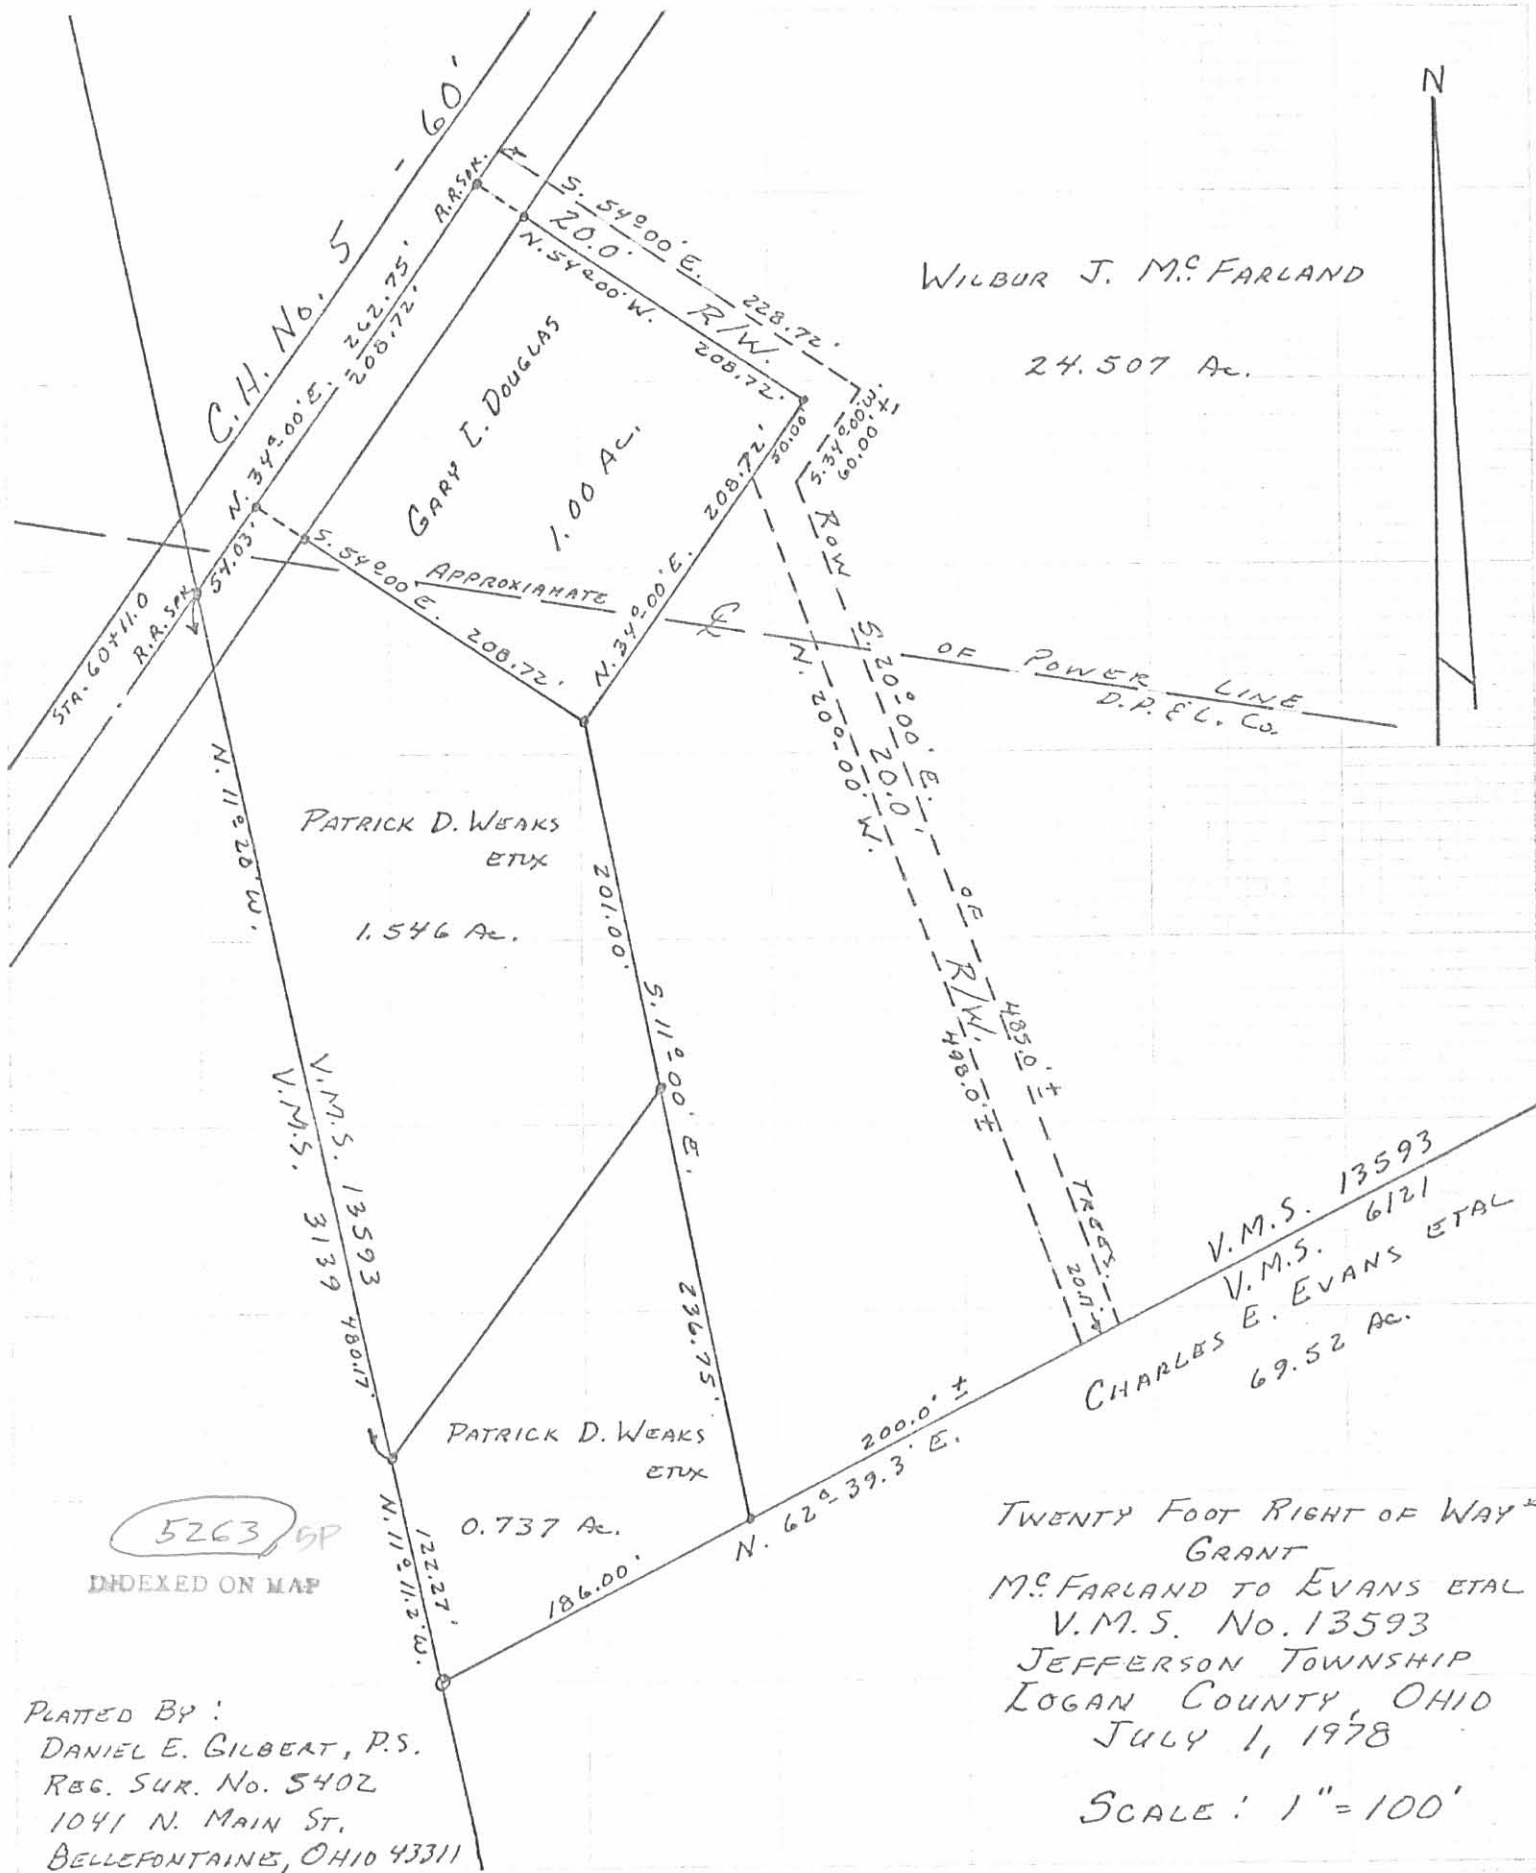 C.H. No. 5 - 60'
N
R.R. SPK.
S. 54° 00' E. 228.72'
20.0' R/W.
N. 54° 00' W. 208.72'
WILBUR J. McFARLAND
24.507 Ac.
N. 34° 00' E. = 262.75'
208.72'
GARY L. DOUGLAS
1.00 Ac.
50.00'
S. 34° 00' W.
60.00' ±
N. 34° 00' E. 208.72'
54.03'
STA. 60+11.0
R.R. SPK.
S. 54° 00' E. 208.72'
APPROXIAMATE ℄ OF POWER LINE
D.P. & L. Co.
ROW S. 20° 00' E. OF 485.0' ± TREES.
20.0' R/W.
N. 20° 00' W. 498.0' ±
20.17'
N. 11° 28' W.
PATRICK D. WEAKS
ETUX
1.546 Ac.
201.00'
S. 11° 00' E.
236.75'
V.M.S. 13593
V.M.S. 3139
480.17'
V.M.S. 13593
V.M.S. 6121
CHARLES E. EVANS ETAL
69.52 Ac.
200.0' ±
N. 62° 39.3' E.
PATRICK D. WEAKS
ETUX
0.737 Ac.
186.00'
122.27'
N. 11° 11.2' W.
5263 SP
INDEXED ON MAP
TWENTY FOOT RIGHT OF WAY
GRANT
McFARLAND TO EVANS ETAL
V.M.S. No. 13593
JEFFERSON TOWNSHIP
LOGAN COUNTY, OHIO
JULY 1, 1978
SCALE: 1" = 100'
PLATTED BY:
DANIEL E. GILBERT, P.S.
REG. SUR. No. 5402
1041 N. MAIN ST.
BELLEFONTAINE, OHIO 43311